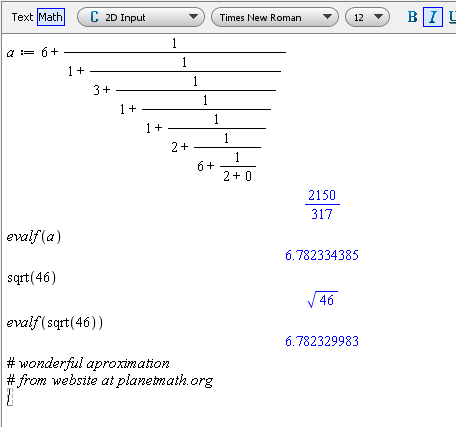 Text Math C 2D Input Times New Roman 12 B I U
a := 6 + 1
1 + 1
3 + 1
1 + 1
1 + 1
2 + 1
6 + 1
2 + 0
2150
317
evalf(a)
6.782334385
sqrt(46)
√46
evalf(sqrt(46))
6.782329983
# wonderful aproximation
# from website at planetmath.org